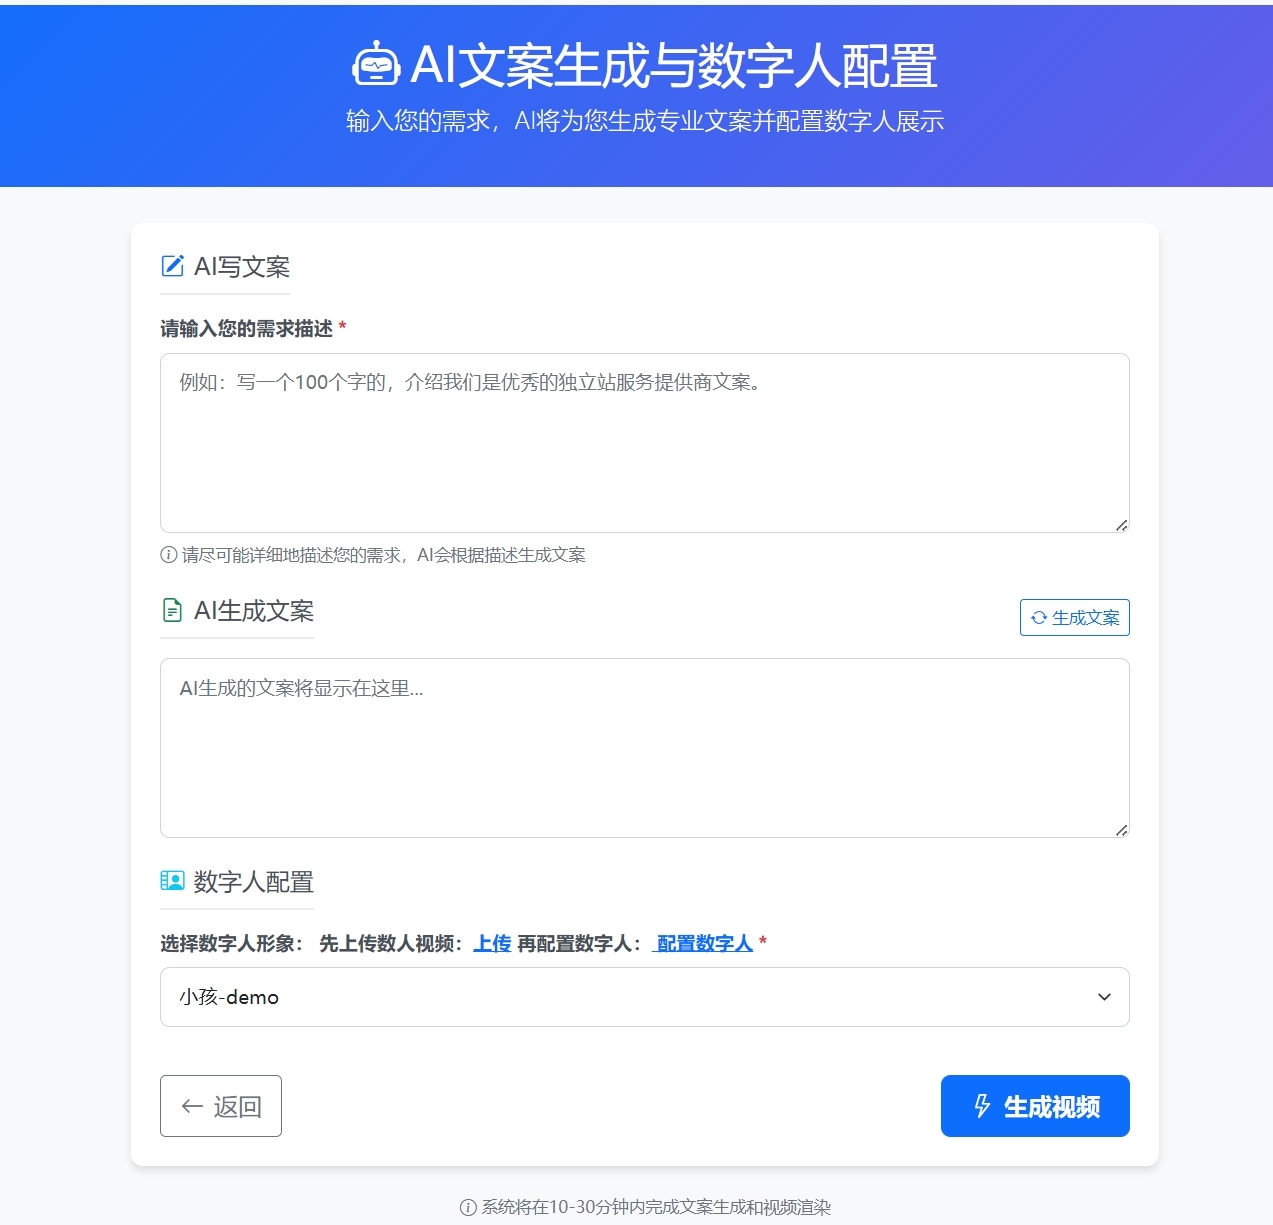 AI文案生成与数字人配置
输入您的需求，AI将为您生成专业文案并配置数字人展示
AI写文案
请输入您的需求描述 *
例如：写一个100个字的，介绍我们是优秀的独立站服务提供商文案。
请尽可能详细地描述您的需求，AI会根据描述生成文案
AI生成文案
生成文案
AI生成的文案将显示在这里...
数字人配置
选择数字人形象： 先上传数人视频：上传 再配置数字人： 配置数字人 *
小孩-demo
返回
生成视频
系统将在10-30分钟内完成文案生成和视频渲染